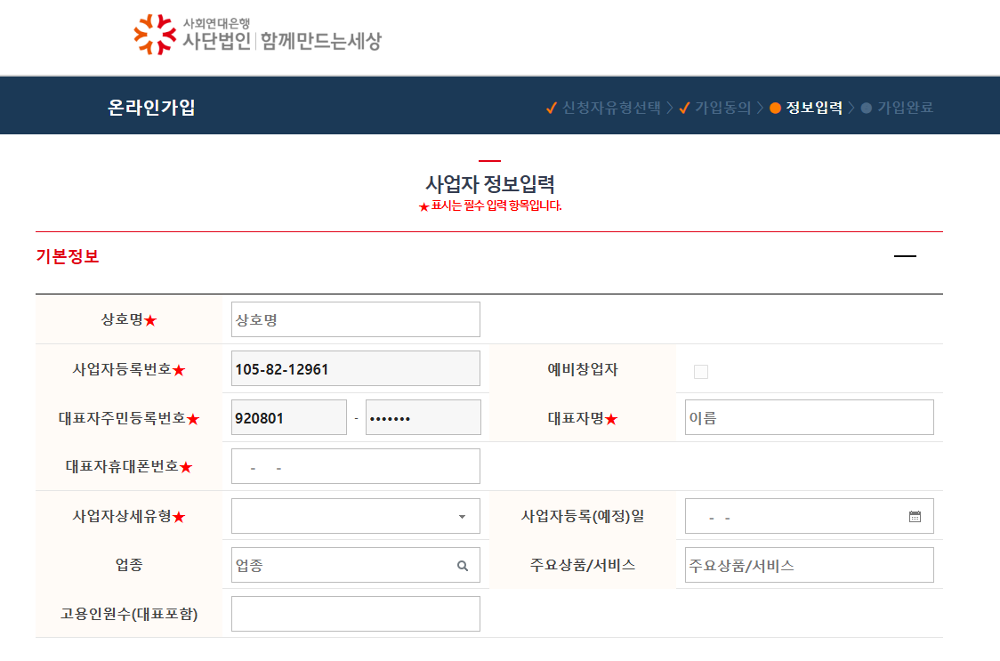 사회연대은행
사단법인|함께만드는세상
온라인가입
신청자유형선택 > 가입동의 > 정보입력 > 가입완료
사업자 정보입력
★ 표시는 필수 입력 항목입니다.
기본정보
상호명★ 상호명
사업자등록번호★ 105-82-12961 예비창업자
대표자주민등록번호★ 920801 - ••••••• 대표자명★ 이름
대표자휴대폰번호★ - -
사업자상세유형★ 사업자등록(예정)일 - -
업종 업종 주요상품/서비스 주요상품/서비스
고용인원수(대표포함)